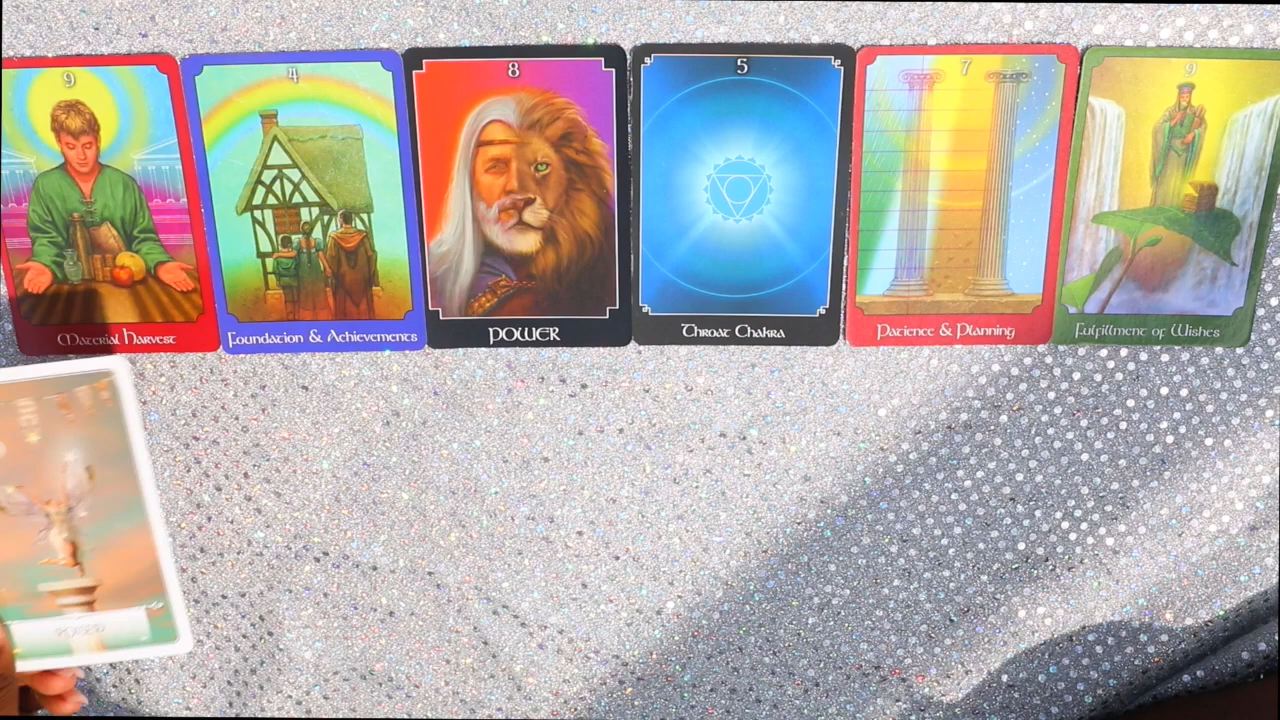 9
Material Harvest
4
Foundation & Achievements
8
POWER
5
Throat Chakra
7
Patience & Planning
9
Fulfillment of Wishes